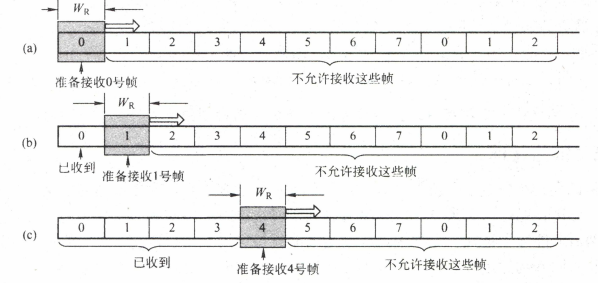 W_R
(a) 0 1 2 3 4 5 6 7 0 1 2
准备接收0号帧 不允许接收这些帧
W_R
(b) 0 1 2 3 4 5 6 7 0 1 2
已收到 准备接收1号帧 不允许接收这些帧
W_R
(c) 0 1 2 3 4 5 6 7 0 1 2
已收到 准备接收4号帧 不允许接收这些帧